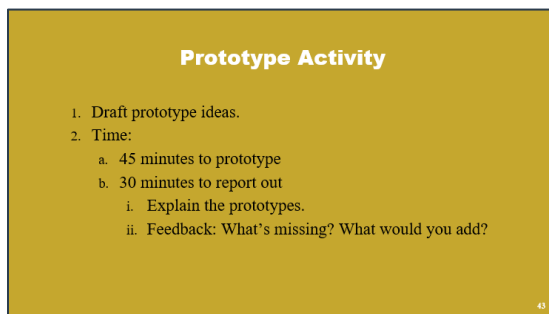 Prototype Activity
1. Draft prototype ideas.
2. Time:
a. 45 minutes to prototype
b. 30 minutes to report out
i. Explain the prototypes.
ii. Feedback: What's missing? What would you add?
43